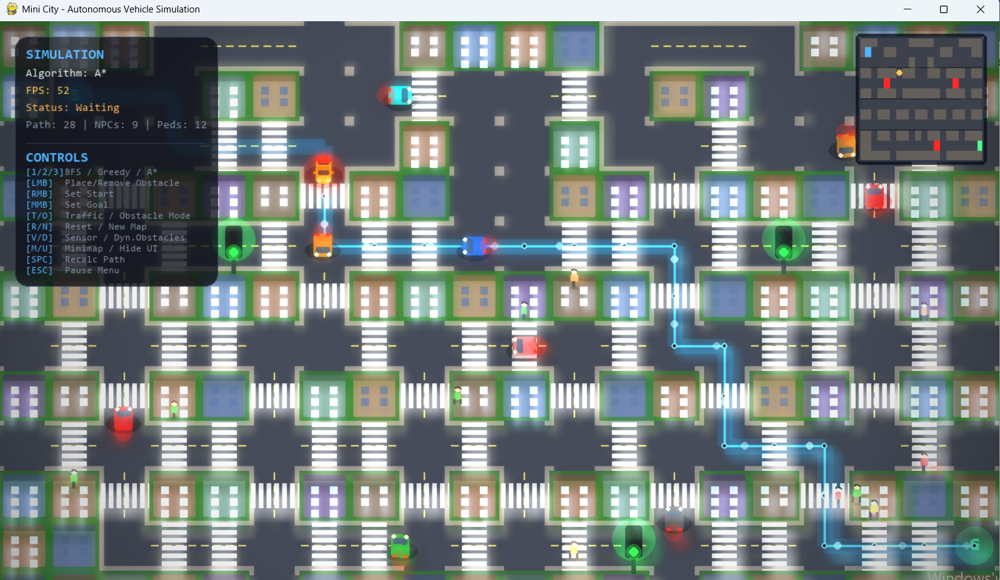 Mini City - Autonomous Vehicle Simulation
SIMULATION
Algorithm: A*
FPS: 52
S
Status: Waiting
Path: 28 | NPCs: 9 | Peds: 12
CONTROLS
[1/2/3]BFS / Greedy / A*
[LMB] Place/Remove Obstacle
[RMB] Set Start
[MMB] Set Goal
[T/O] Traffic / Obstacle Mode
[R/N] Reset / New Map
[V/D] Sensor / Dyn.Obstacles
[M/U] Minimap / Hide UI
[SPC] Recalc Path
[ESC] Pause Menu
G